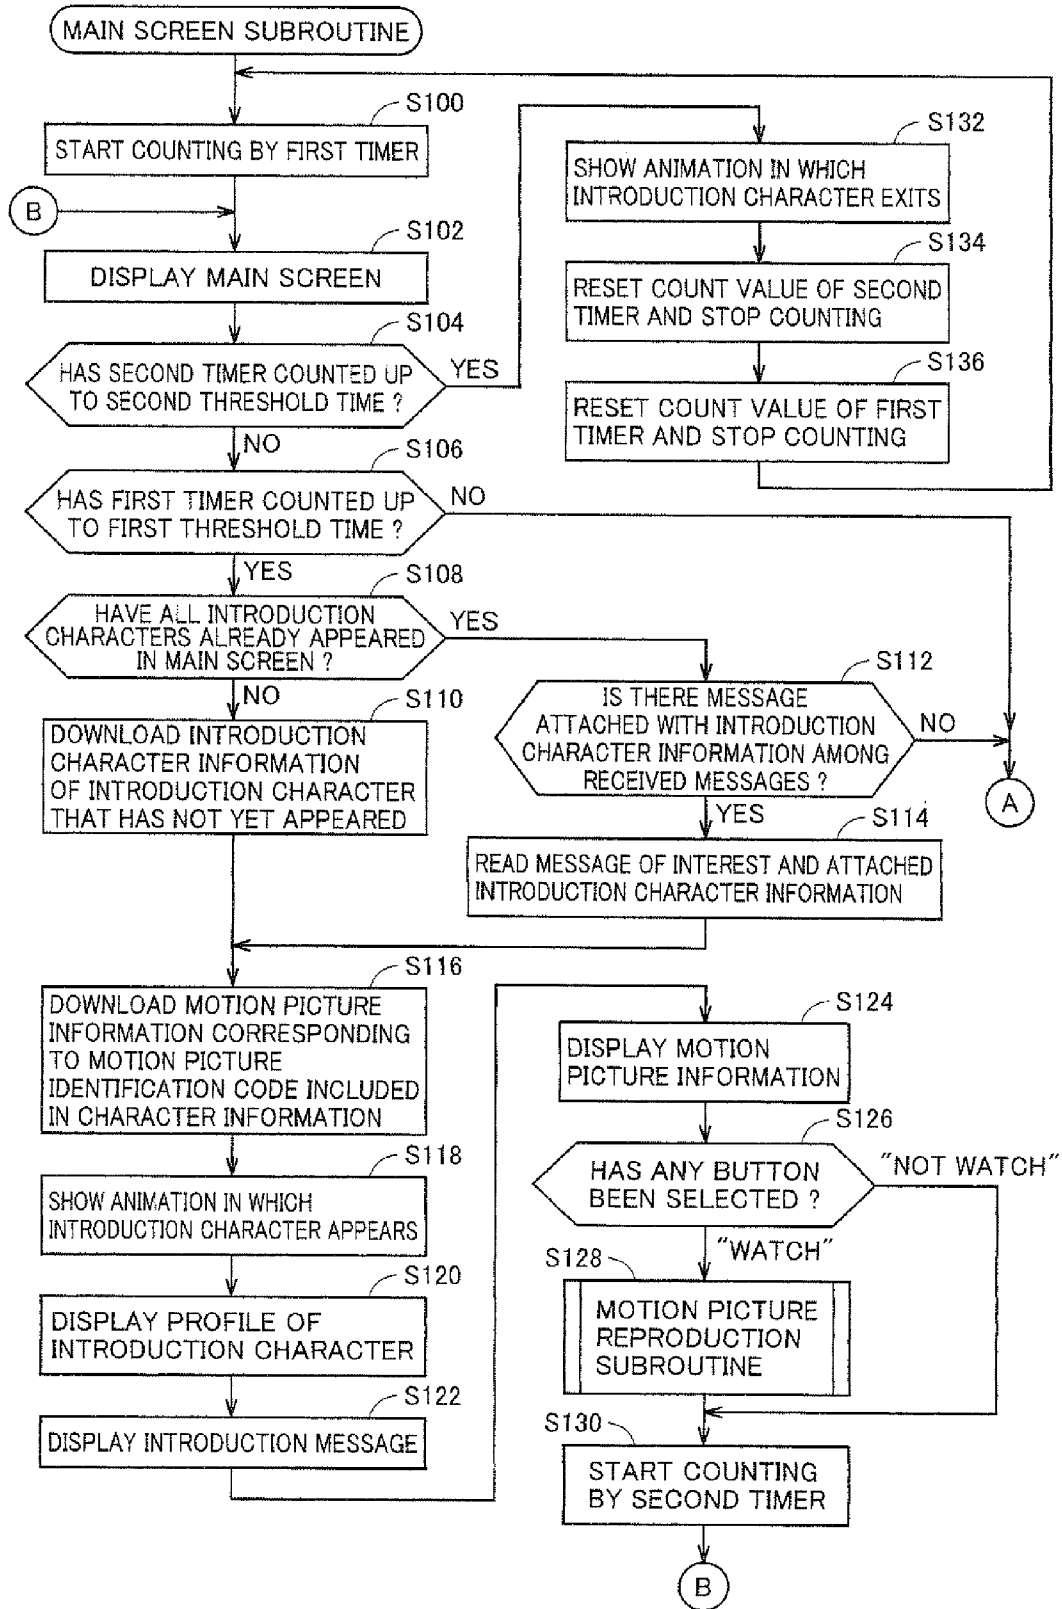 MAIN SCREEN SUBROUTINE
S100
START COUNTING BY FIRST TIMER
B
S102
DISPLAY MAIN SCREEN
S104
HAS SECOND TIMER COUNTED UP
TO SECOND THRESHOLD TIME ?
YES
NO
S132
SHOW ANIMATION IN WHICH
INTRODUCTION CHARACTER EXITS
S134
RESET COUNT VALUE OF SECOND
TIMER AND STOP COUNTING
S136
RESET COUNT VALUE OF FIRST
TIMER AND STOP COUNTING
S106
HAS FIRST TIMER COUNTED UP
TO FIRST THRESHOLD TIME ?
NO
YES
S108
HAVE ALL INTRODUCTION
CHARACTERS ALREADY APPEARED
IN MAIN SCREEN ?
YES
NO
S110
DOWNLOAD INTRODUCTION
CHARACTER INFORMATION
OF INTRODUCTION CHARACTER
THAT HAS NOT YET APPEARED
S112
IS THERE MESSAGE
ATTACHED WITH INTRODUCTION
CHARACTER INFORMATION AMONG
RECEIVED MESSAGES ?
NO
A
YES
S114
READ MESSAGE OF INTEREST AND ATTACHED
INTRODUCTION CHARACTER INFORMATION
S116
DOWNLOAD MOTION PICTURE
INFORMATION CORRESPONDING
TO MOTION PICTURE
IDENTIFICATION CODE INCLUDED
IN CHARACTER INFORMATION
S118
SHOW ANIMATION IN WHICH
INTRODUCTION CHARACTER APPEARS
S120
DISPLAY PROFILE OF
INTRODUCTION CHARACTER
S122
DISPLAY INTRODUCTION MESSAGE
S124
DISPLAY MOTION
PICTURE INFORMATION
S126
HAS ANY BUTTON
BEEN SELECTED ?
"NOT WATCH"
"WATCH"
S128
MOTION PICTURE
REPRODUCTION
SUBROUTINE
S130
START COUNTING
BY SECOND TIMER
B